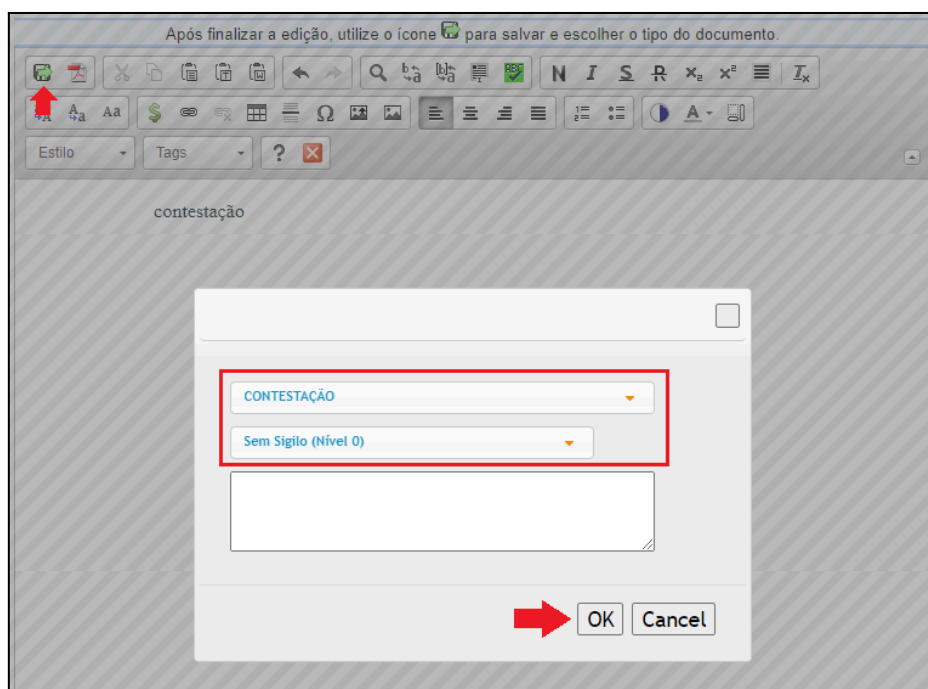 Após finalizar a edição, utilize o ícone para salvar e escolher o tipo do documento.
N I S R x₂ x² Ix
Aa $ Ω A
Estilo Tags ?
contestação
CONTESTAÇÃO
Sem Sigilo (Nível 0)
OK Cancel